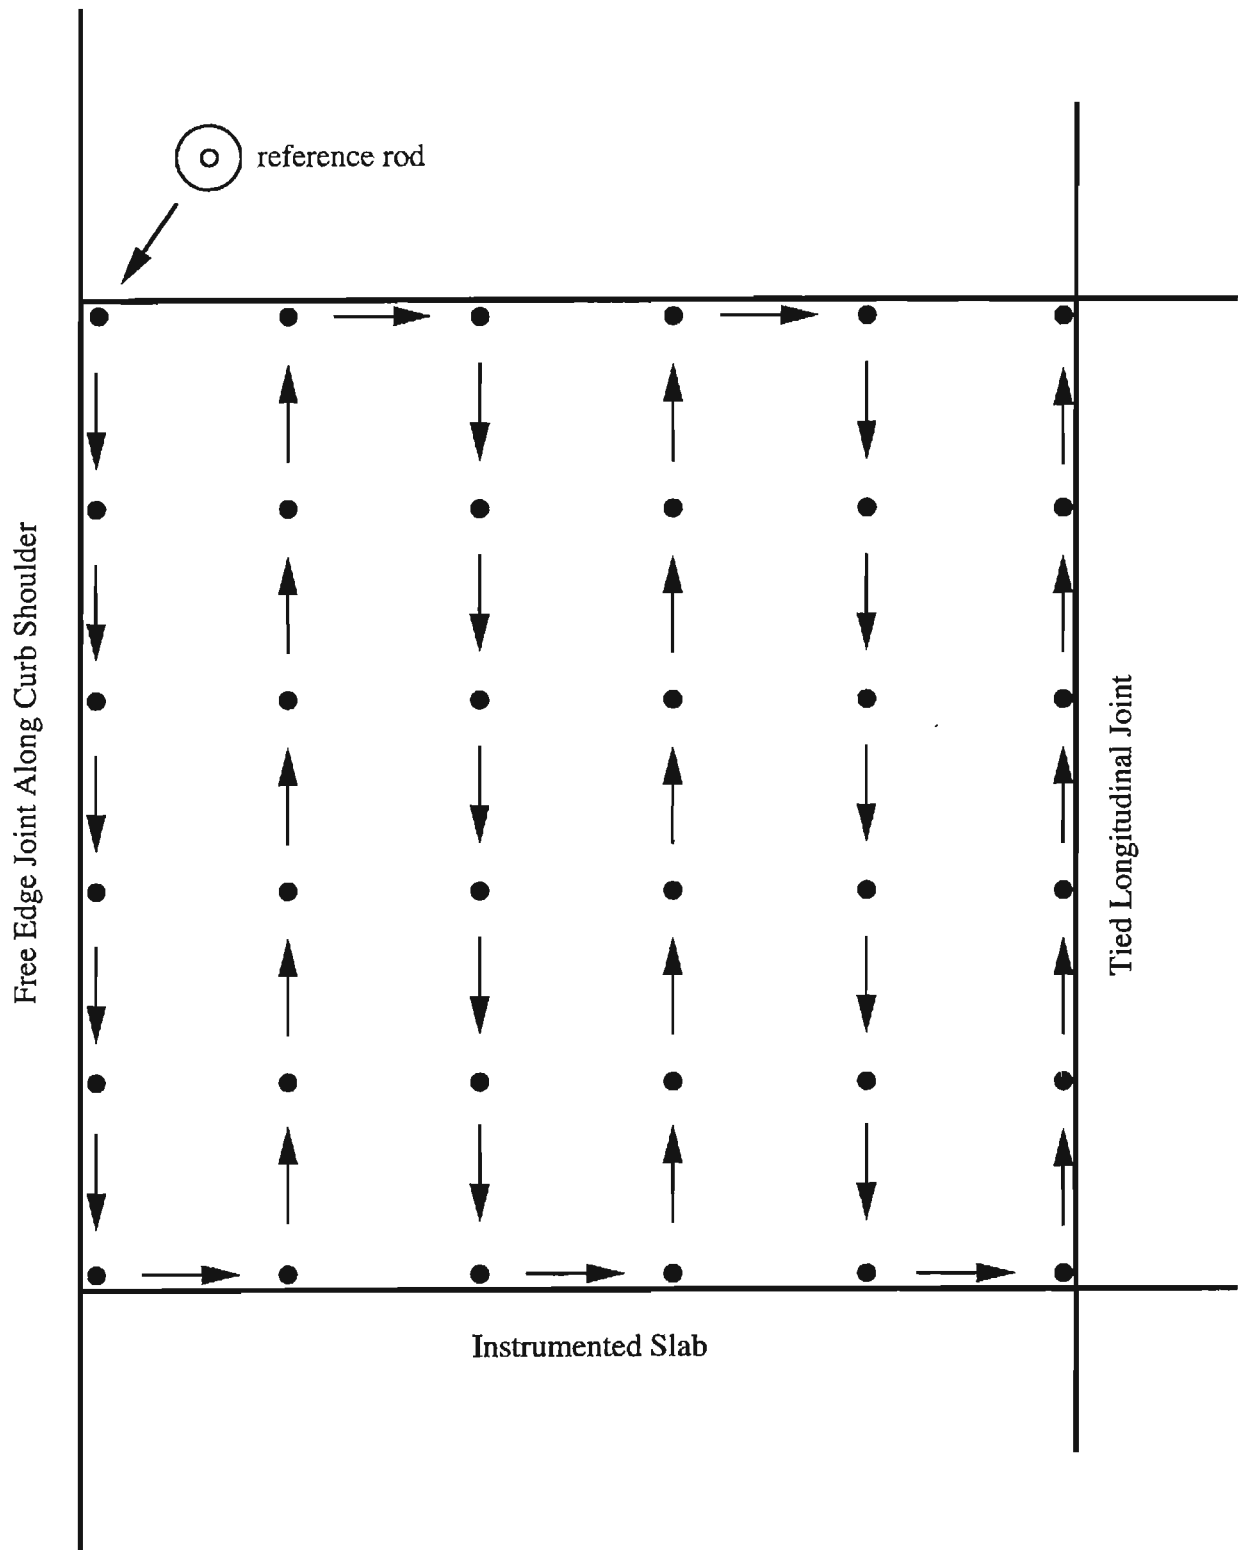 reference rod
Free Edge Joint Along Curb Shoulder
Tied Longitudinal Joint
Instrumented Slab